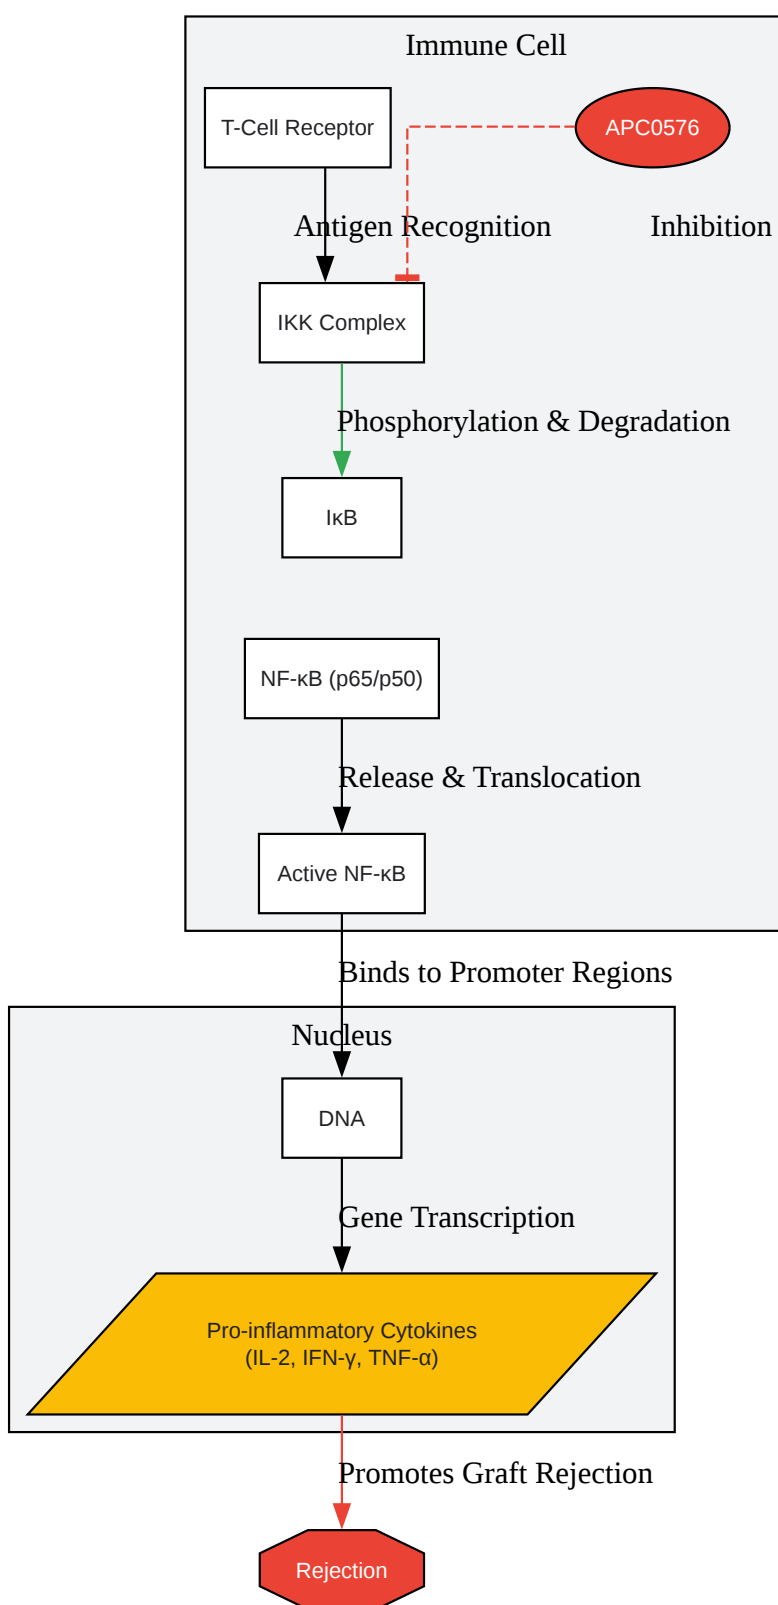 Immune Cell
T-Cell Receptor
APC0576
Antigen Recognition
Inhibition
IKK Complex
Phosphorylation & Degradation
IκB
NF-κB (p65/p50)
Release & Translocation
Active NF-κB
Binds to Promoter Regions
Nucleus
DNA
Gene Transcription
Pro-inflammatory Cytokines
(IL-2, IFN-γ, TNF-α)
Promotes Graft Rejection
Rejection